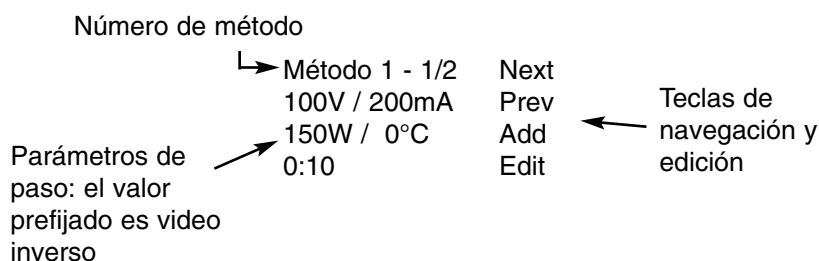 Número de método
Método 1 - 1/2 Next
100V / 200mA Prev
150W / 0°C Add
0:10 Edit
Teclas de
navegación y
edición
Parámetros de
paso: el valor
prefijado es video
inverso